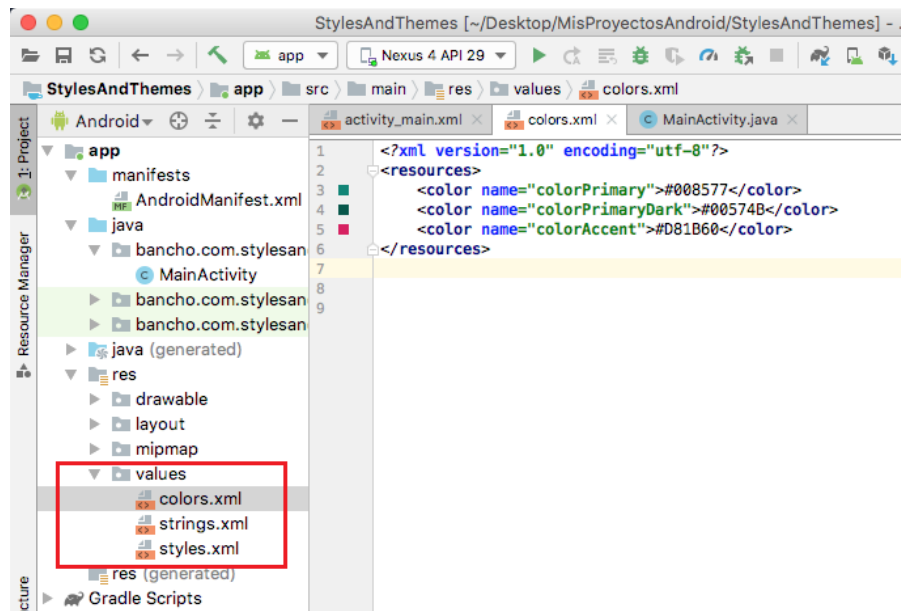 StylesAndThemes [~/Desktop/MisProyectosAndroid/StylesAndThemes] - .
app Nexus 4 API 29
StylesAndThemes app src main res values colors.xml
1: Project
Resource Manager
Android
app
manifests
MF AndroidManifest.xml
java
bancho.com.stylesan
C MainActivity
bancho.com.stylesan
bancho.com.stylesan
java (generated)
res
drawable
layout
mipmap
values
colors.xml
strings.xml
styles.xml
res (generated)
Gradle Scripts
cture
activity_main.xml colors.xml C MainActivity.java
1 <?xml version="1.0" encoding="utf-8"?>
2 <resources>
3 <color name="colorPrimary">#008577</color>
4 <color name="colorPrimaryDark">#00574B</color>
5 <color name="colorAccent">#D81B60</color>
6 </resources>
7
8
9